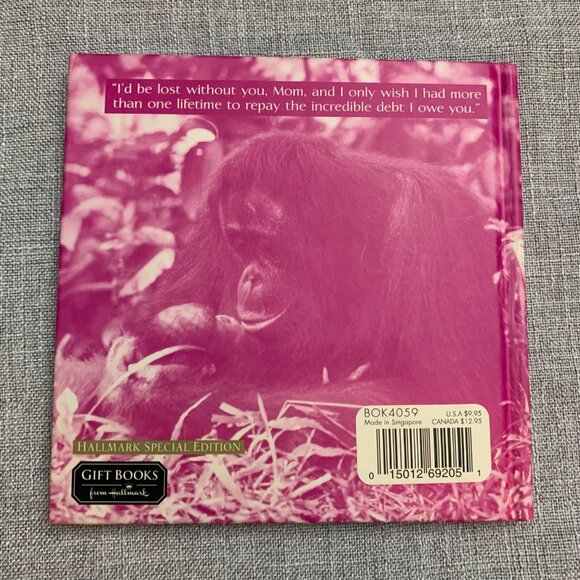 “I’d be lost without you, Mom, and I only wish I had more
than one lifetime to repay the incredible debt I owe you.”
HALLMARK SPECIAL EDITION
GIFT BOOKS
from Hallmark
BOK4059
Made in Singapore
U.S.A $9.95
CANADA $12.95
0 15012 69205 1